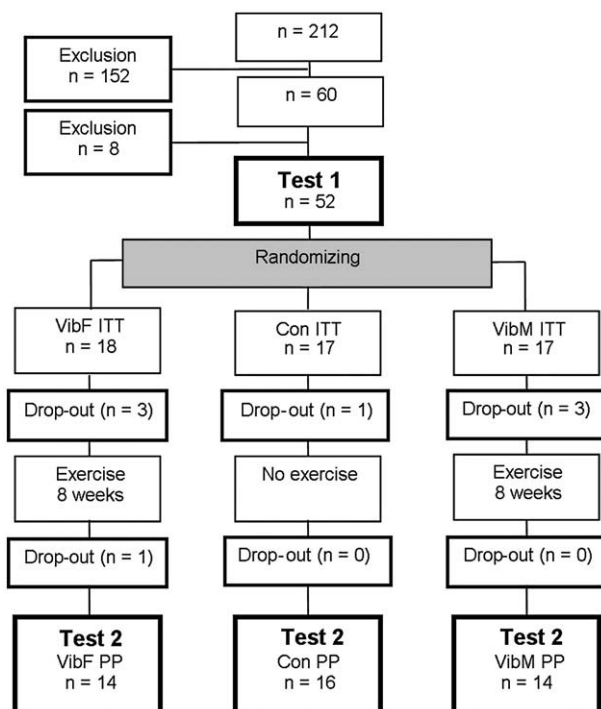 n = 212
Exclusion
n = 152
n = 60
Exclusion
n = 8
Test 1
n = 52
Randomizing
VibF ITT
n = 18
Con ITT
n = 17
VibM ITT
n = 17
Drop-out (n = 3)
Drop-out (n = 1)
Drop-out (n = 3)
Exercise
8 weeks
No exercise
Exercise
8 weeks
Drop-out (n = 1)
Drop-out (n = 0)
Drop-out (n = 0)
Test 2
VibF PP
n = 14
Test 2
Con PP
n = 16
Test 2
VibM PP
n = 14